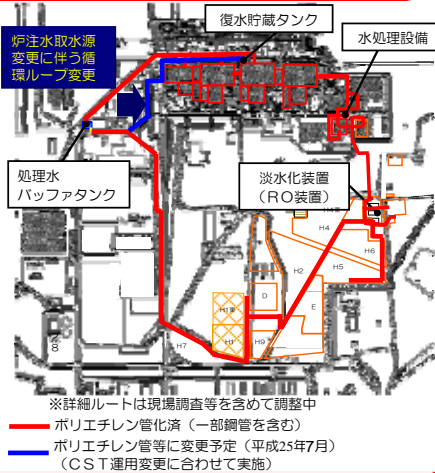 炉注水取水源
変更に伴う循
環ループ変更
復水貯蔵タンク
水処理設備
処理水
バッファタンク
淡水化装置
（ＲＯ装置）
H4
H2
H5
H6
D
E
H1東
H1
H9
H7
8
※詳細ルートは現場調査等を含めて調整中
ポリエチレン管化済（一部鋼管を含む）
ポリエチレン管等に変更予定（平成25年7月）
（ＣＳＴ運用変更に合わせて実施）